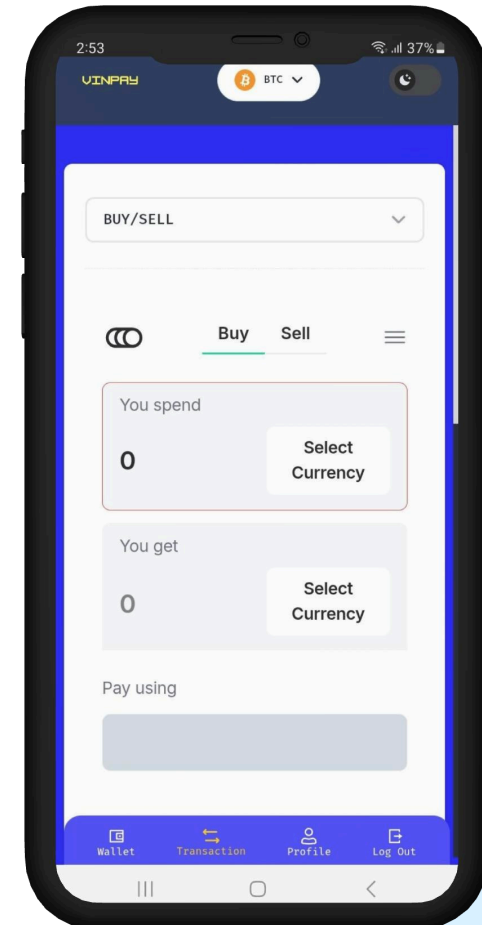 2:53 37%
VINPAY BTC
BUY/SELL
Buy Sell
You spend
0 Select
Currency
You get
0 Select
Currency
Pay using
Wallet Transaction Profile Log Out